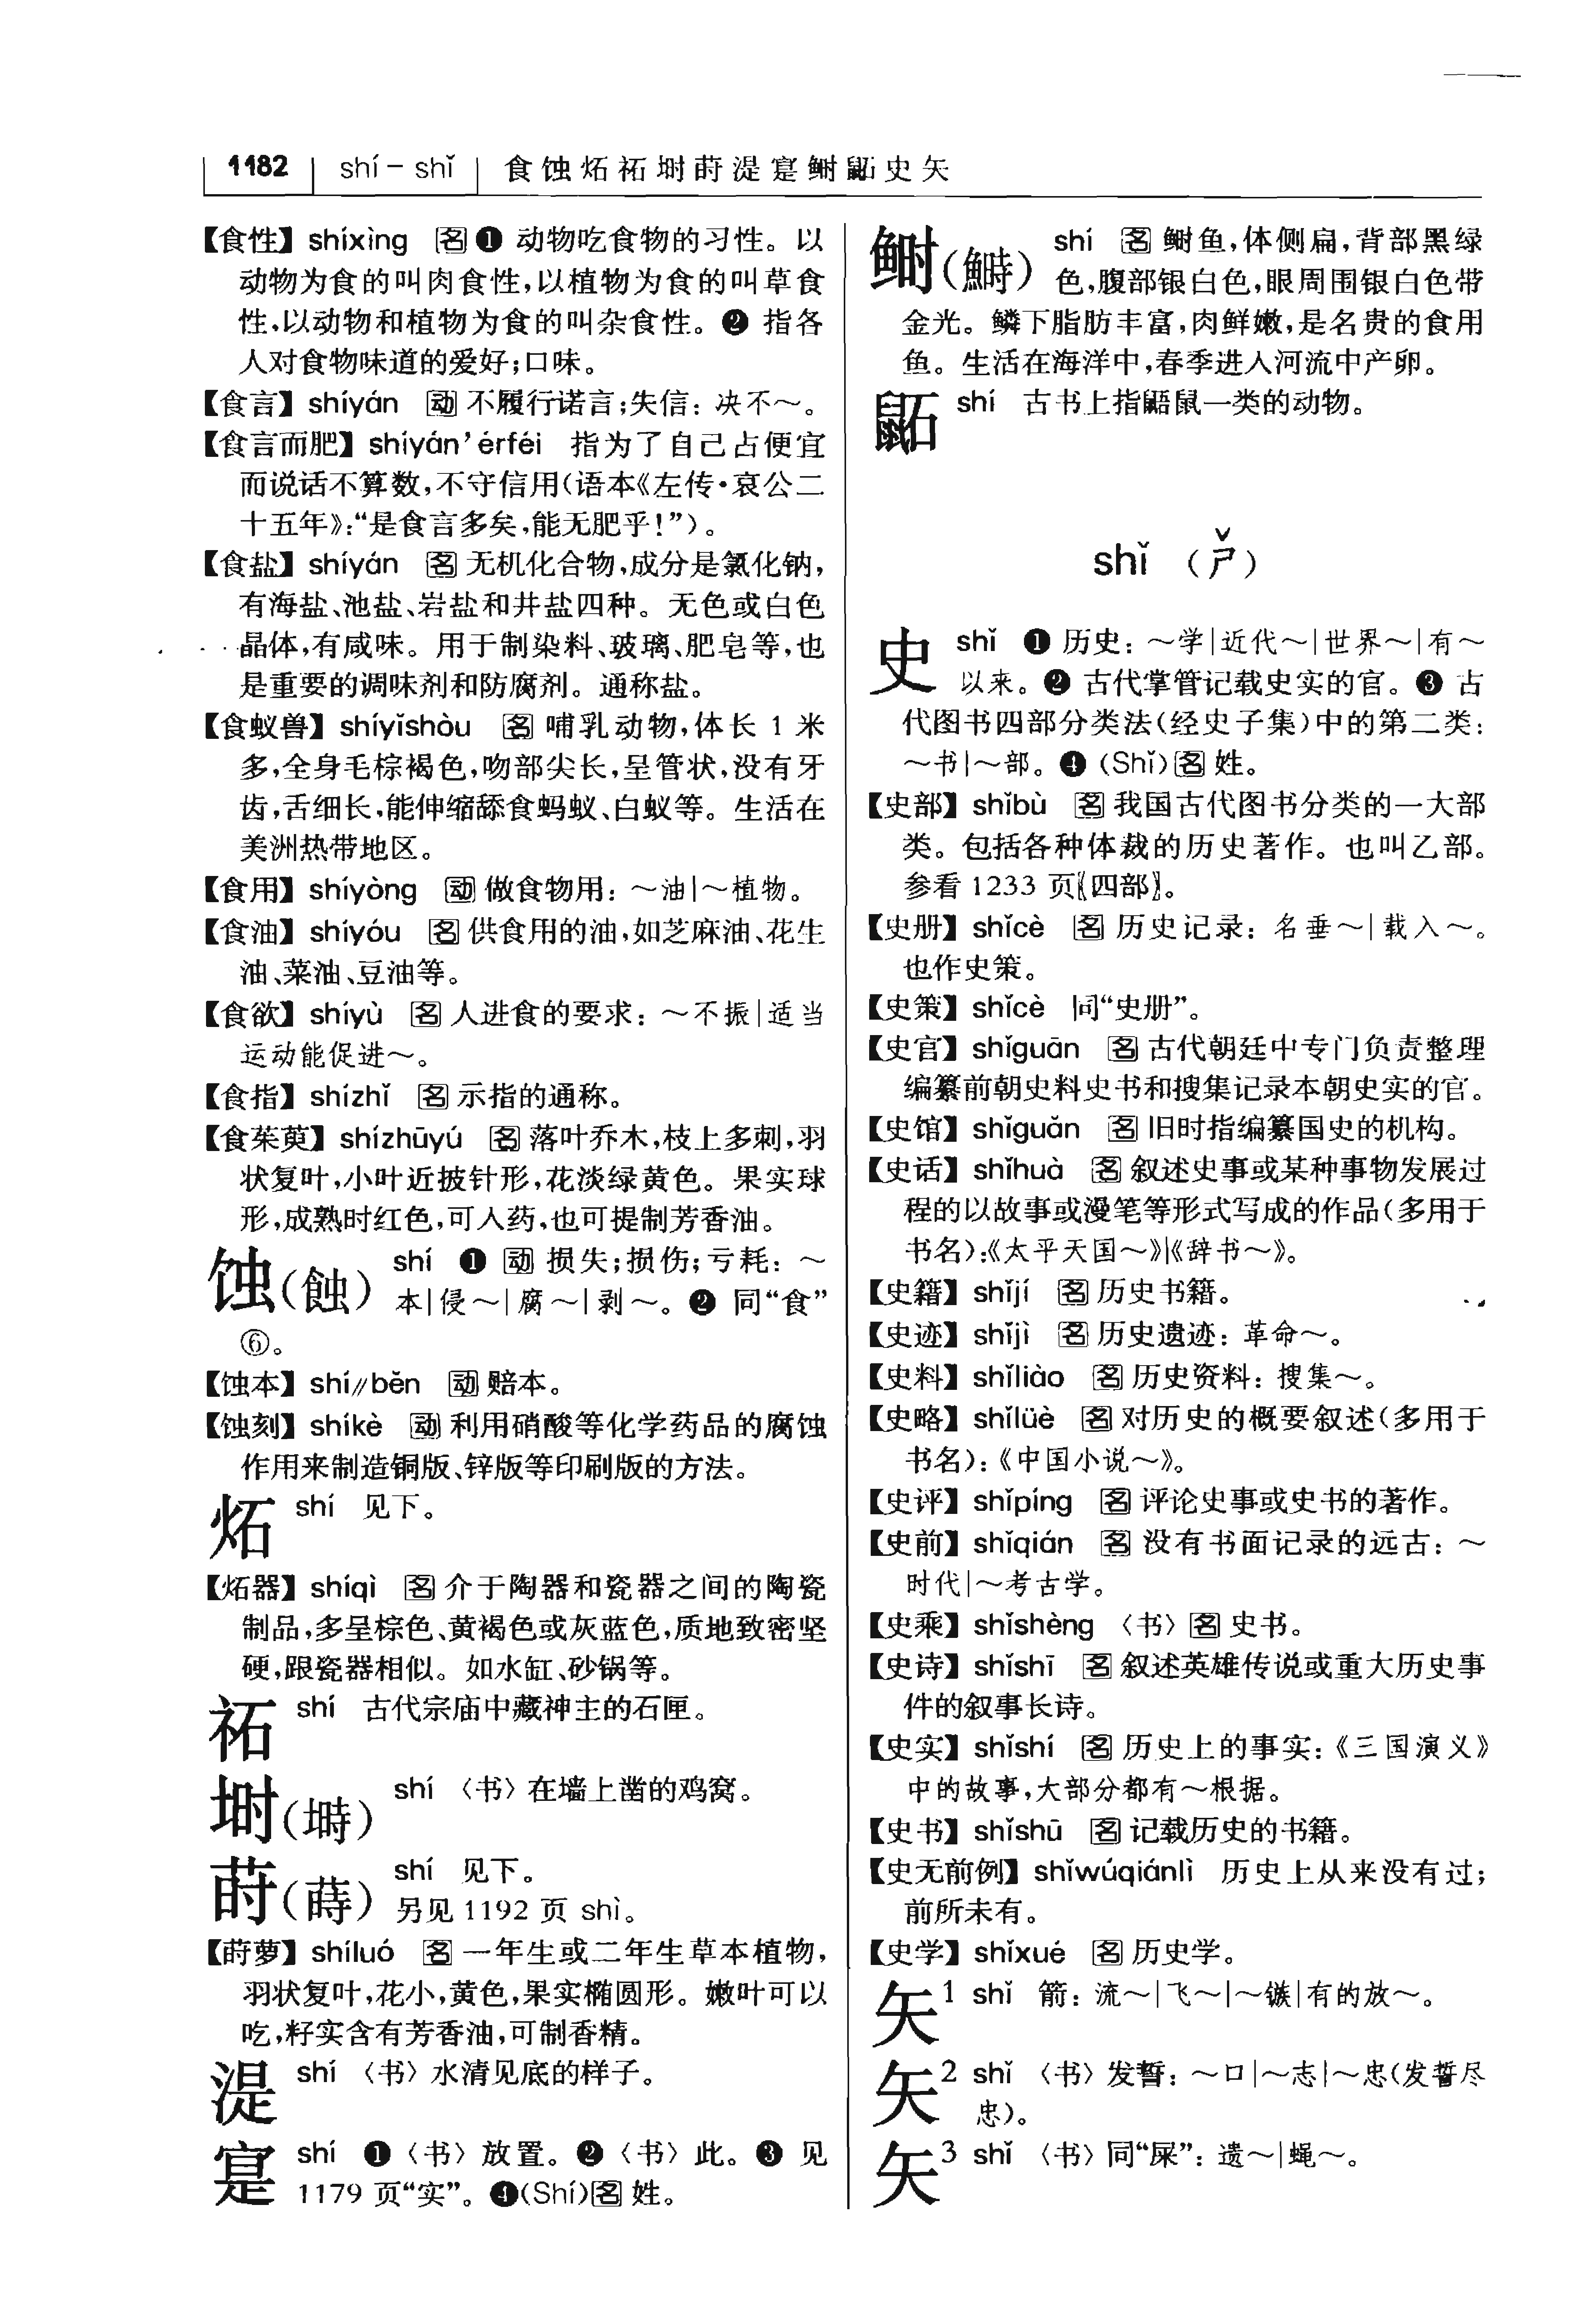 1182 shí－shǐ 食蚀炻祏埘莳湜寔鲥鼫史矢
【食性】shíxìng 名❶ 动物吃食物的习性。以
动物为食的叫肉食性,以植物为食的叫草食
性,以动物和植物为食的叫杂食性。❷ 指各
人对食物味道的爱好;口味。
【食言】shíyán 动 不履行诺言;失信：决不～。
【食言而肥】shíyán’érféi 指为了自己占便宜
而说话不算数,不守信用(语本《左传·哀公二
十五年》:“是食言多矣,能无肥乎!”)。
【食盐】shíyán 名 无机化合物,成分是氯化钠,
有海盐、池盐、岩盐和井盐四种。无色或白色
晶体,有咸味。用于制染料、玻璃、肥皂等,也
是重要的调味剂和防腐剂。通称盐。
【食蚁兽】shíyǐshòu 名 哺乳动物,体长 1 米
多,全身毛棕褐色,吻部尖长,呈管状,没有牙
齿,舌细长,能伸缩舔食蚂蚁、白蚁等。生活在
美洲热带地区。
【食用】shíyòng 动 做食物用：～油|～植物。
【食油】shíyóu 名 供食用的油,如芝麻油、花生
油、菜油、豆油等。
【食欲】shíyù 名 人进食的要求：～不振|适当
运动能促进～。
【食指】shízhǐ 名 示指的通称。
【食茱萸】shízhūyú 名 落叶乔木,枝上多刺,羽
状复叶,小叶近披针形,花淡绿黄色。果实球
形,成熟时红色,可入药,也可提制芳香油。
蚀(蝕) shí ❶ 动 损失;损伤;亏耗：～
本|侵～|腐～|剥～。❷ 同“食”
⑥。
【蚀本】shí∥běn 动 赔本。
【蚀刻】shíkè 动 利用硝酸等化学药品的腐蚀
作用来制造铜版、锌版等印刷版的方法。
炻 shí 见下。
【炻器】shíqì 名 介于陶器和瓷器之间的陶瓷
制品,多呈棕色、黄褐色或灰蓝色,质地致密坚
硬,跟瓷器相似。如水缸、砂锅等。
祏 shí 古代宗庙中藏神主的石匣。
埘(塒) shí 〈书〉在墙上凿的鸡窝。
莳(蒔) shí 见下。
另见 1192 页 shì。
【莳萝】shíluó 名 一年生或二年生草本植物,
羽状复叶,花小,黄色,果实椭圆形。嫩叶可以
吃,籽实含有芳香油,可制香精。
湜 shí 〈书〉水清见底的样子。
寔 shí ❶〈书〉放置。❷〈书〉此。❸ 见
1179 页“实”。❹(Shí)名 姓。
鲥(鰣) shí 名 鲥鱼,体侧扁,背部黑绿
色,腹部银白色,眼周围银白色带
金光。鳞下脂肪丰富,肉鲜嫩,是名贵的食用
鱼。生活在海洋中,春季进入河流中产卵。
鼫 shí 古书上指鼯鼠一类的动物。
shǐ （ㄕˇ）
史 shǐ ❶ 历史：～学|近代～|世界～|有～
以来。❷ 古代掌管记载史实的官。❸ 古
代图书四部分类法(经史子集)中的第二类：
～书|～部。❹ (Shǐ)名 姓。
【史部】shǐbù 名 我国古代图书分类的一大部
类。包括各种体裁的历史著作。也叫乙部。
参看 1233 页〖四部〗。
【史册】shǐcè 名 历史记录：名垂～|载入～。
也作史策。
【史策】shǐcè 同“史册”。
【史官】shǐguān 名 古代朝廷中专门负责整理
编纂前朝史料史书和搜集记录本朝史实的官。
【史馆】shǐguǎn 名 旧时指编纂国史的机构。
【史话】shǐhuà 名 叙述史事或某种事物发展过
程的以故事或漫笔等形式写成的作品(多用于
书名):《太平天国～》|《辞书～》。
【史籍】shǐjí 名 历史书籍。
【史迹】shǐjì 名 历史遗迹：革命～。
【史料】shǐliào 名 历史资料：搜集～。
【史略】shǐlüè 名 对历史的概要叙述(多用于
书名)：《中国小说～》。
【史评】shǐpíng 名 评论史事或史书的著作。
【史前】shǐqián 名 没有书面记录的远古：～
时代|～考古学。
【史乘】shǐshèng 〈书〉名 史书。
【史诗】shǐshī 名 叙述英雄传说或重大历史事
件的叙事长诗。
【史实】shǐshí 名 历史上的事实：《三国演义》
中的故事,大部分都有～根据。
【史书】shǐshū 名 记载历史的书籍。
【史无前例】shǐwúqiánlì 历史上从来没有过;
前所未有。
【史学】shǐxué 名 历史学。
矢1 shǐ 箭：流～|飞～|～镞|有的放～。
矢2 shǐ 〈书〉发誓：～口|～志|～忠(发誓尽
忠)。
矢3 shǐ 〈书〉同“屎”：遗～|蝇～。